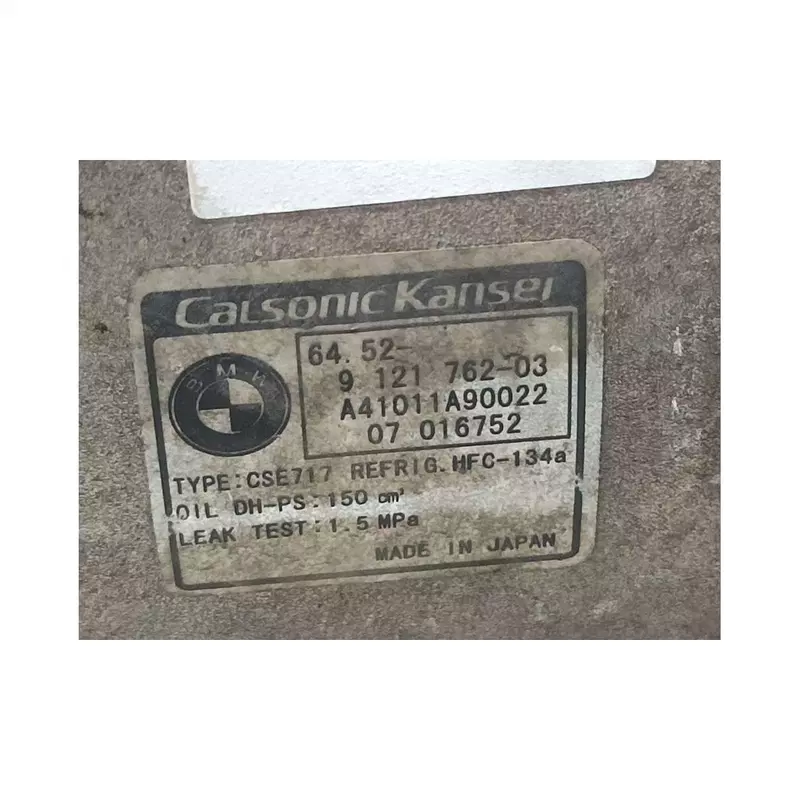 Calsonic Kansei
BMW
64.52-
9 121 762-03
A41011A90022
07 016752
TYPE:CSE717 REFRIG.HFC-134a
OIL DH-PS:150 cm³
LEAK TEST:1.5 MPa
MADE IN JAPAN